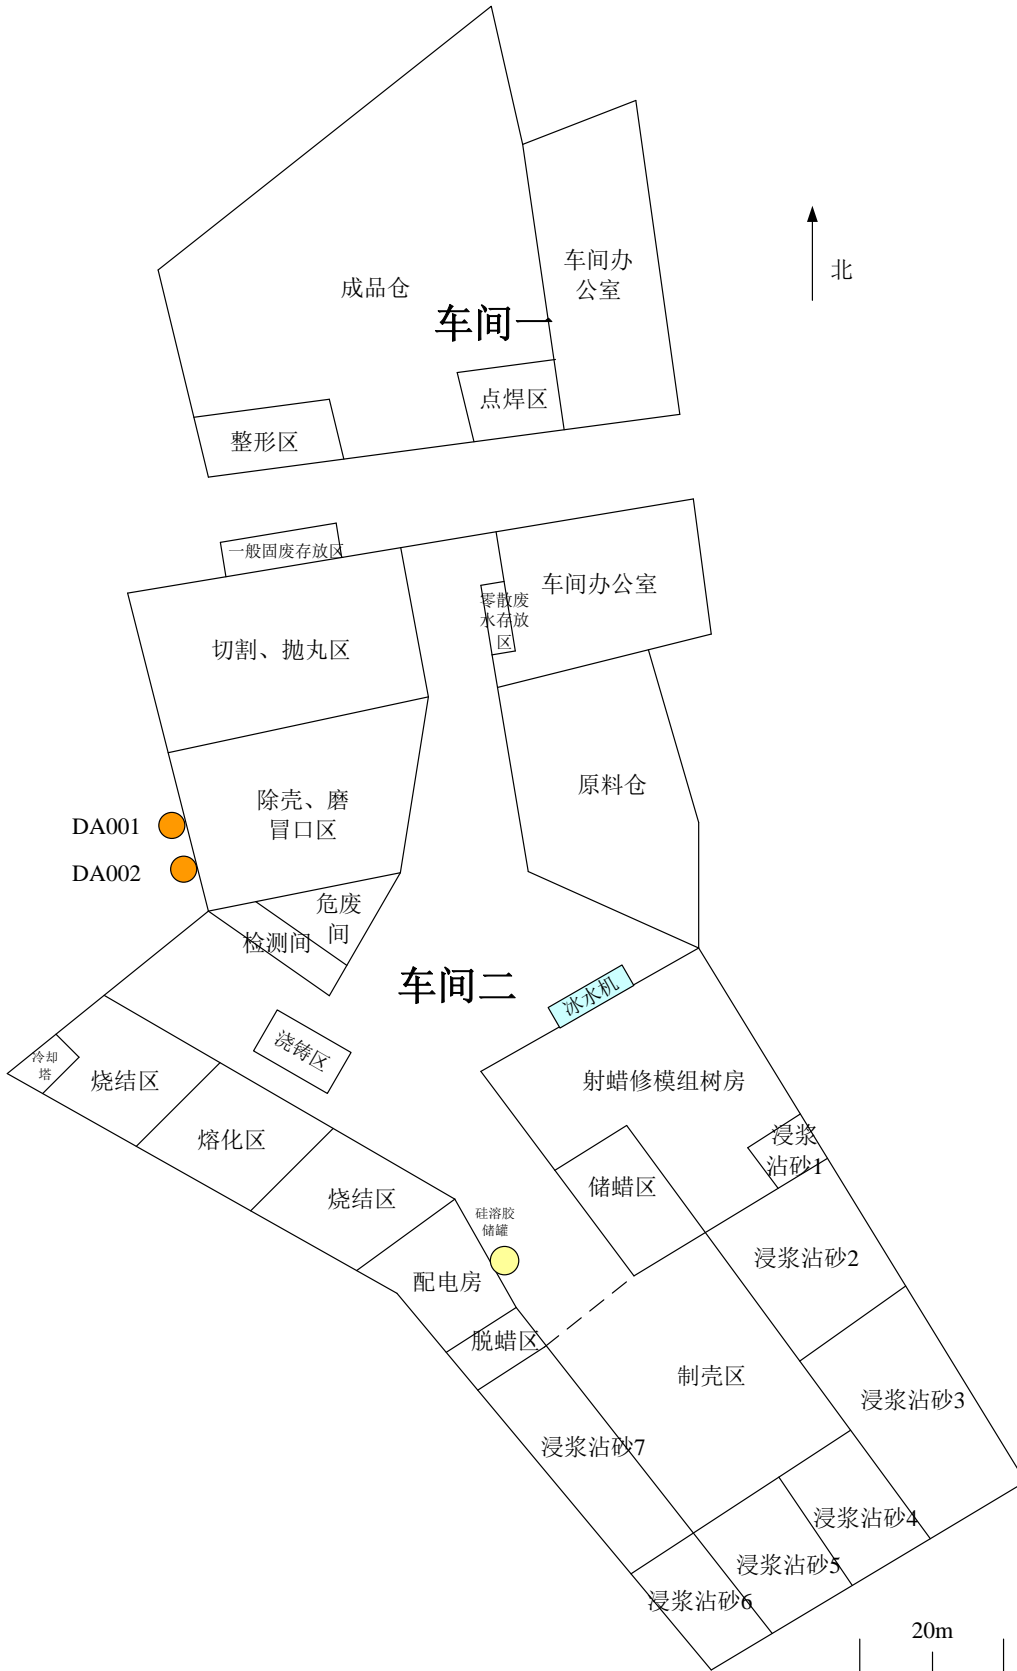 北
车间办
公室
成品仓
车间一
点焊区
整形区
一般固废存放区
车间办公室
零散废
水存放
区
切割、抛丸区
原料仓
除壳、磨
冒口区
DA001
DA002
危废
间
检测间
车间二
冰水机
浇铸区
冷却
塔
烧结区
射蜡修模组树房
熔化区
浸浆
沾砂1
储蜡区
烧结区
硅溶胶
储罐
浸浆沾砂2
配电房
脱蜡区
制壳区
浸浆沾砂3
浸浆沾砂7
浸浆沾砂4
浸浆沾砂5
浸浆沾砂6
20m